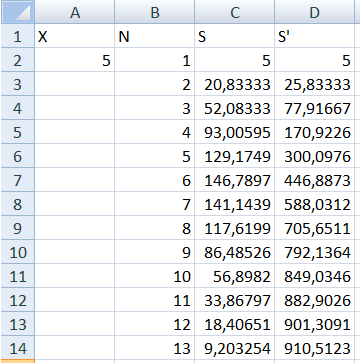 A B C D
1 X N S S'
2 5 1 5 5
3 2 20,83333 25,83333
4 3 52,08333 77,91667
5 4 93,00595 170,9226
6 5 129,1749 300,0976
7 6 146,7897 446,8873
8 7 141,1439 588,0312
9 8 117,6199 705,6511
10 9 86,48526 792,1364
11 10 56,8982 849,0346
12 11 33,86797 882,9026
13 12 18,40651 901,3091
14 13 9,203254 910,5123